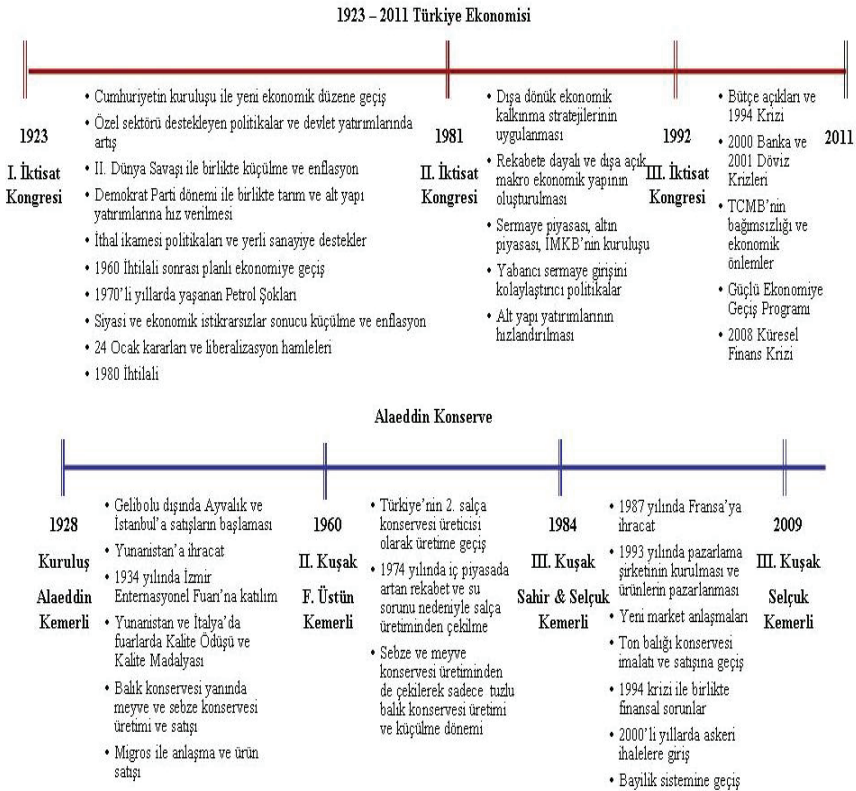 1923 – 2011 Türkiye Ekonomisi
1923
I. İktisat
Kongresi
• Cumhuriyetin kuruluşu ile yeni ekonomik düzene geçiş
• Özel sektörü destekleyen politikalar ve devlet yatırımlarında
artış
• II. Dünya Savaşı ile birlikte küçülme ve enflasyon
• Demokrat Parti dönemi ile birlikte tarım ve alt yapı
yatırımlarına hız verilmesi
• İthal ikamesi politikaları ve yerli sanayiye destekler
• 1960 İhtilali sonrası planlı ekonomiye geçiş
• 1970'li yıllarda yaşanan Petrol Şokları
• Siyasi ve ekonomik istikrarsızlar sonucu küçülme ve enflasyon
• 24 Ocak kararları ve liberalizasyon hamleleri
• 1980 İhtilali
1981
II. İktisat
Kongresi
• Dışa dönük ekonomik
kalkınma stratejilerinin
uygulanması
• Rekabete dayalı ve dışa açık
makro ekonomik yapının
oluşturulması
• Sermaye piyasası, altın
piyasası, İMKB'nin kuruluşu
• Yabancı sermaye girişini
kolaylaştırıcı politikalar
• Alt yapı yatırımlarının
hızlandırılması
1992
III. İktisat
Kongresi
• Bütçe açıkları ve
1994 Krizi
• 2000 Banka ve
2001 Döviz
Krizleri
• TCMB'nin
bağımsızlığı ve
ekonomik
önlemler
• Güçlü Ekonomiye
Geçiş Programı
• 2008 Küresel
Finans Krizi
2011
Alaeddin Konserve
1928
Kuruluş
Alaeddin
Kemerli
• Gelibolu dışında Ayvalık ve
İstanbul'a satışların başlaması
• Yunanistan'a ihracat
• 1934 yılında İzmir
Enternasyonel Fuarı'na katılım
• Yunanistan ve İtalya'da
fuarlarda Kalite Ödüşü ve
Kalite Madalyası
• Balık konservesi yanında
meyve ve sebze konservesi
üretimi ve satışı
• Migros ile anlaşma ve ürün
satışı
1960
II. Kuşak
F. Üstün
Kemerli
• Türkiye'nin 2. salça
konservesi üreticisi
olarak üretime geçiş
• 1974 yılında iç piyasada
artan rekabet ve su
sorunu nedeniyle salça
üretiminden çekilme
• Sebze ve meyve
konservesi üretiminden
de çekilerek sadece tuzlu
balık konservesi üretimi
ve küçülme dönemi
1984
III. Kuşak
Sahir & Selçuk
Kemerli
• 1987 yılında Fransa'ya
ihracat
• 1993 yılında pazarlama
şirketinin kurulması ve
ürünlerin pazarlanması
• Yeni market anlaşmaları
• Ton balığı konservesi
imalatı ve satışına geçiş
• 1994 krizi ile birlikte
finansal sorunlar
• 2000'li yıllarda askeri
ihalelere giriş
• Bayilik sistemine geçiş
2009
III. Kuşak
Selçuk
Kemerli